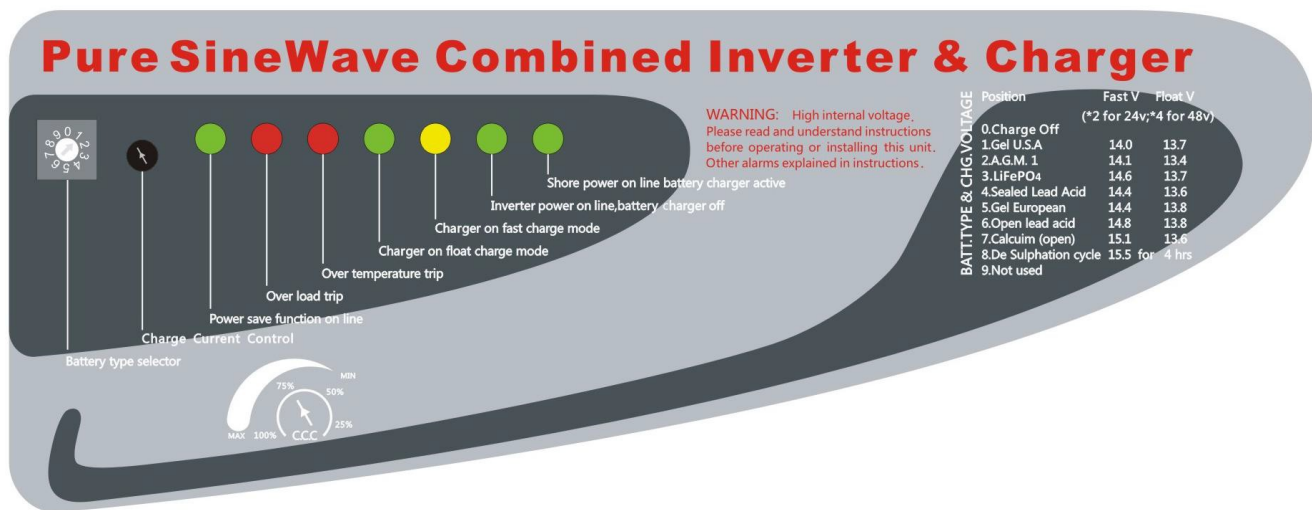 Pure SineWave Combined Inverter & Charger
0 1 2 3 4 5 6 7 8 9
WARNING: High internal voltage.
Please read and understand instructions
before operating or installing this unit.
Other alarms explained in instructions.
Shore power on line battery charger active
Inverter power on line,battery charger off
Charger on fast charge mode
Charger on float charge mode
Over temperature trip
Over load trip
Power save function on line
Charge Current Control
Battery type selector
MIN
75%
50%
25%
MAX 100% CCC
BATT.TYPE & CHG.VOLTAGE
Position Fast V Float V
(*2 for 24v;*4 for 48v)
0.Charge Off
1.Gel U.S.A 14.0 13.7
2.A.G.M. 1 14.1 13.4
3.LiFePO4 14.6 13.7
4.Sealed Lead Acid 14.4 13.6
5.Gel European 14.4 13.8
6.Open lead acid 14.8 13.8
7.Calcuim (open) 15.1 13.6
8.De Sulphation cycle 15.5 for 4 hrs
9.Not used